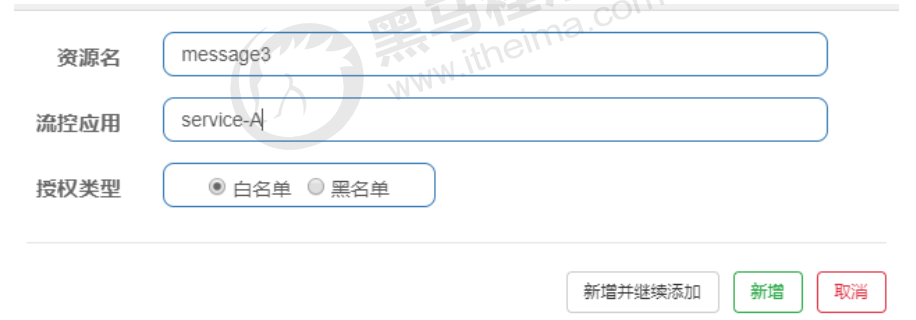 黑马程
www.itheima.com
资源名 message3
流控应用 service-A
授权类型 白名单 黑名单
新增并继续添加 新增 取消